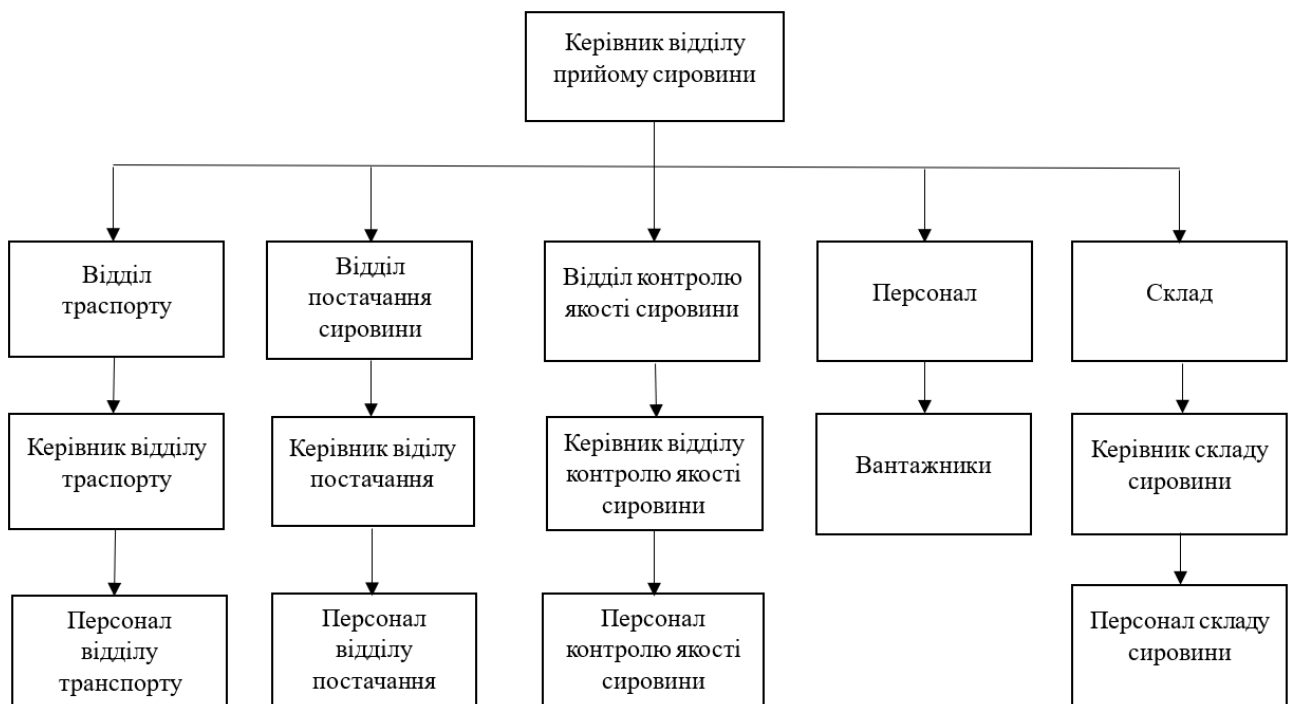 Керівник відділу
прийому сировини
Відділ
траспорту
Відділ
постачання
сировини
Відділ контролю
якості сировини
Персонал
Склад
Керівник відділу
траспорту
Керівник віділу
постачання
Керівник відділу
контролю якості
сировини
Вантажники
Керівник складу
сировини
Персонал
відділу
транспорту
Персонал
відділу
постачання
Персонал
контролю якості
сировини
Персонал складу
сировини